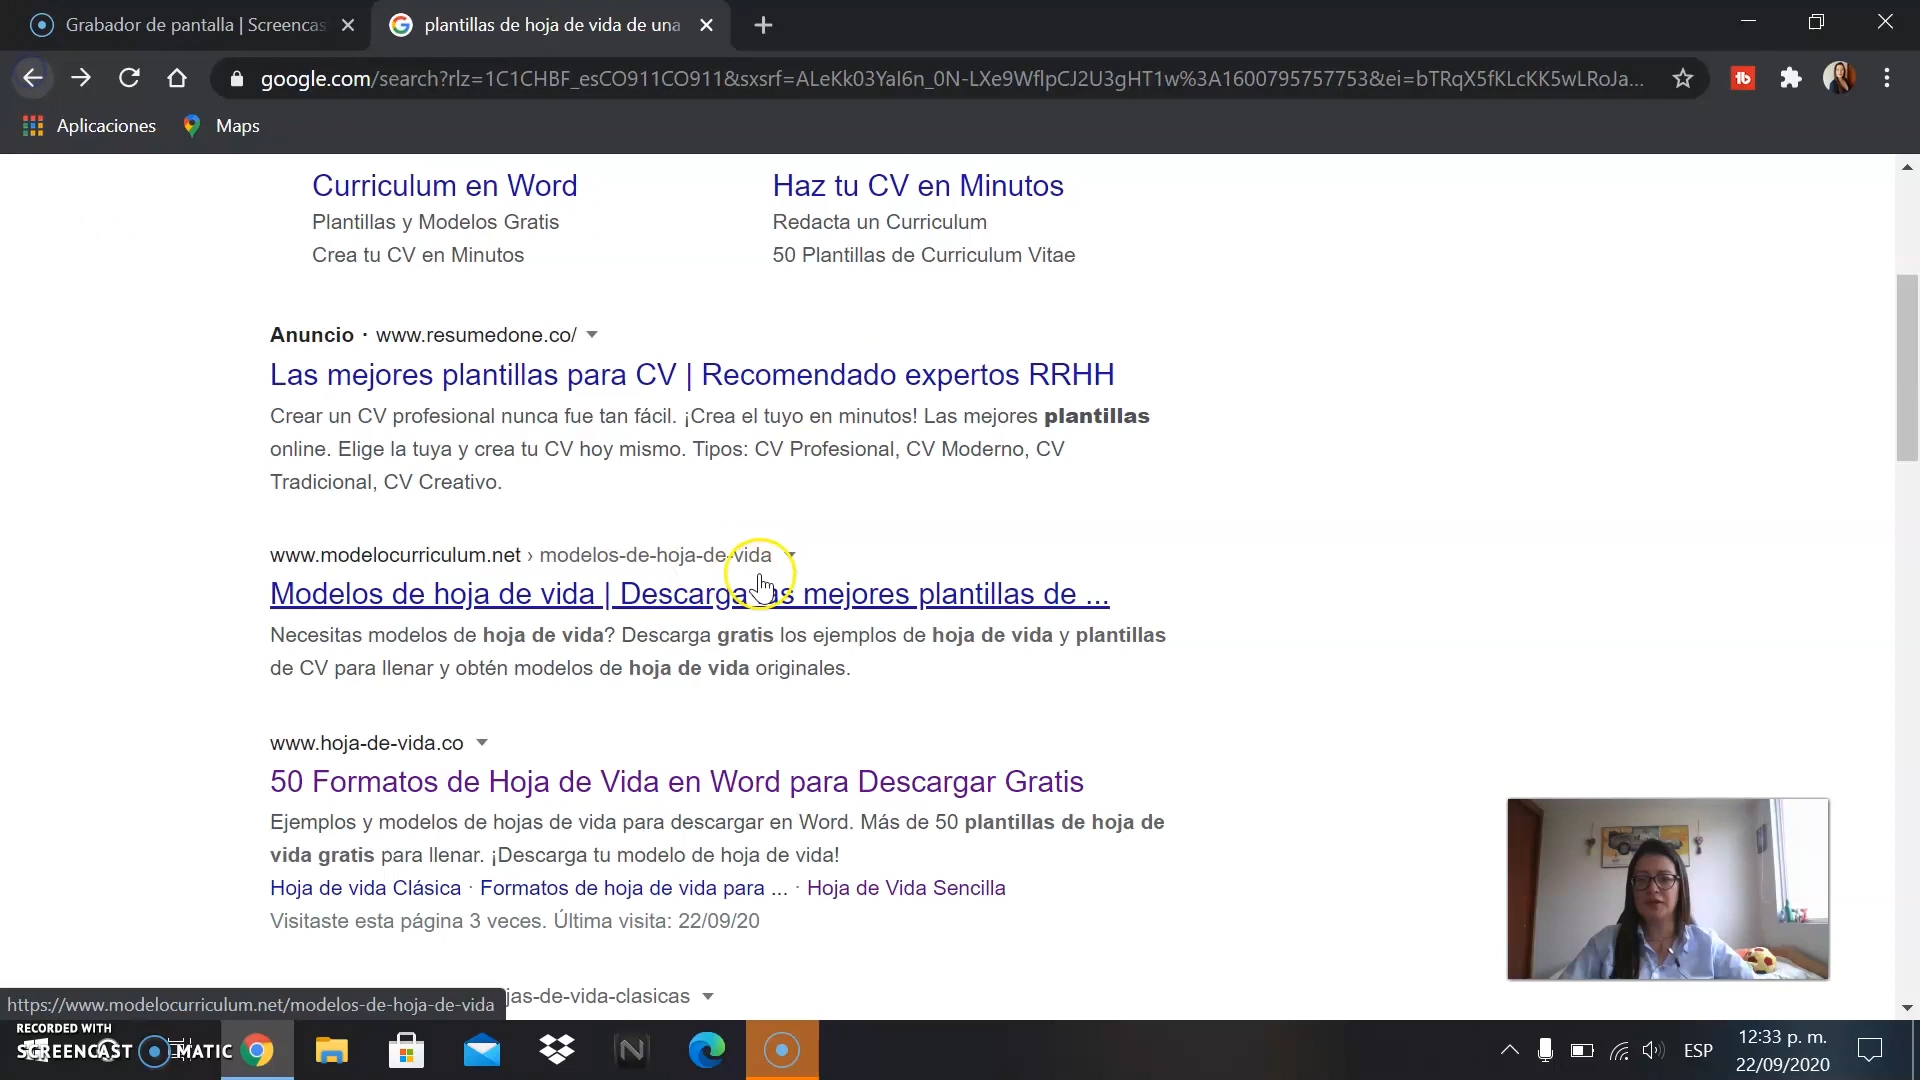 Grabador de pantalla | Screencas
plantillas de hoja de vida de una
google.com/search?rlz=1C1CHBF_esCO911CO911&sxsrf=ALeKk03YaI6n_0N-LXe9WflpCJ2U3gHT1w%3A1600795757753&ei=bTRqX5fKLcKK5wLRoJa...
Aplicaciones
Maps
Curriculum en Word
Haz tu CV en Minutos
Plantillas y Modelos Gratis
Redacta un Curriculum
Crea tu CV en Minutos
50 Plantillas de Curriculum Vitae
Anuncio · www.resumedone.co/
Las mejores plantillas para CV | Recomendado expertos RRHH
Crear un CV profesional nunca fue tan fácil. ¡Crea el tuyo en minutos! Las mejores plantillas
online. Elige la tuya y crea tu CV hoy mismo. Tipos: CV Profesional, CV Moderno, CV
Tradicional, CV Creativo.
www.modelocurriculum.net › modelos-de-hoja-de-vida
Modelos de hoja de vida | Descarga las mejores plantillas de ...
Necesitas modelos de hoja de vida? Descarga gratis los ejemplos de hoja de vida y plantillas
de CV para llenar y obtén modelos de hoja de vida originales.
www.hoja-de-vida.co
50 Formatos de Hoja de Vida en Word para Descargar Gratis
Ejemplos y modelos de hojas de vida para descargar en Word. Más de 50 plantillas de hoja de
vida gratis para llenar. ¡Descarga tu modelo de hoja de vida!
Hoja de vida Clásica · Formatos de hoja de vida para ... · Hoja de Vida Sencilla
Visitaste esta página 3 veces. Última visita: 22/09/20
jas-de-vida-clasicas
https://www.modelocurriculum.net/modelos-de-hoja-de-vida
RECORDED WITH
SCREENCAST MATIC
ESP
12:33 p. m.
22/09/2020